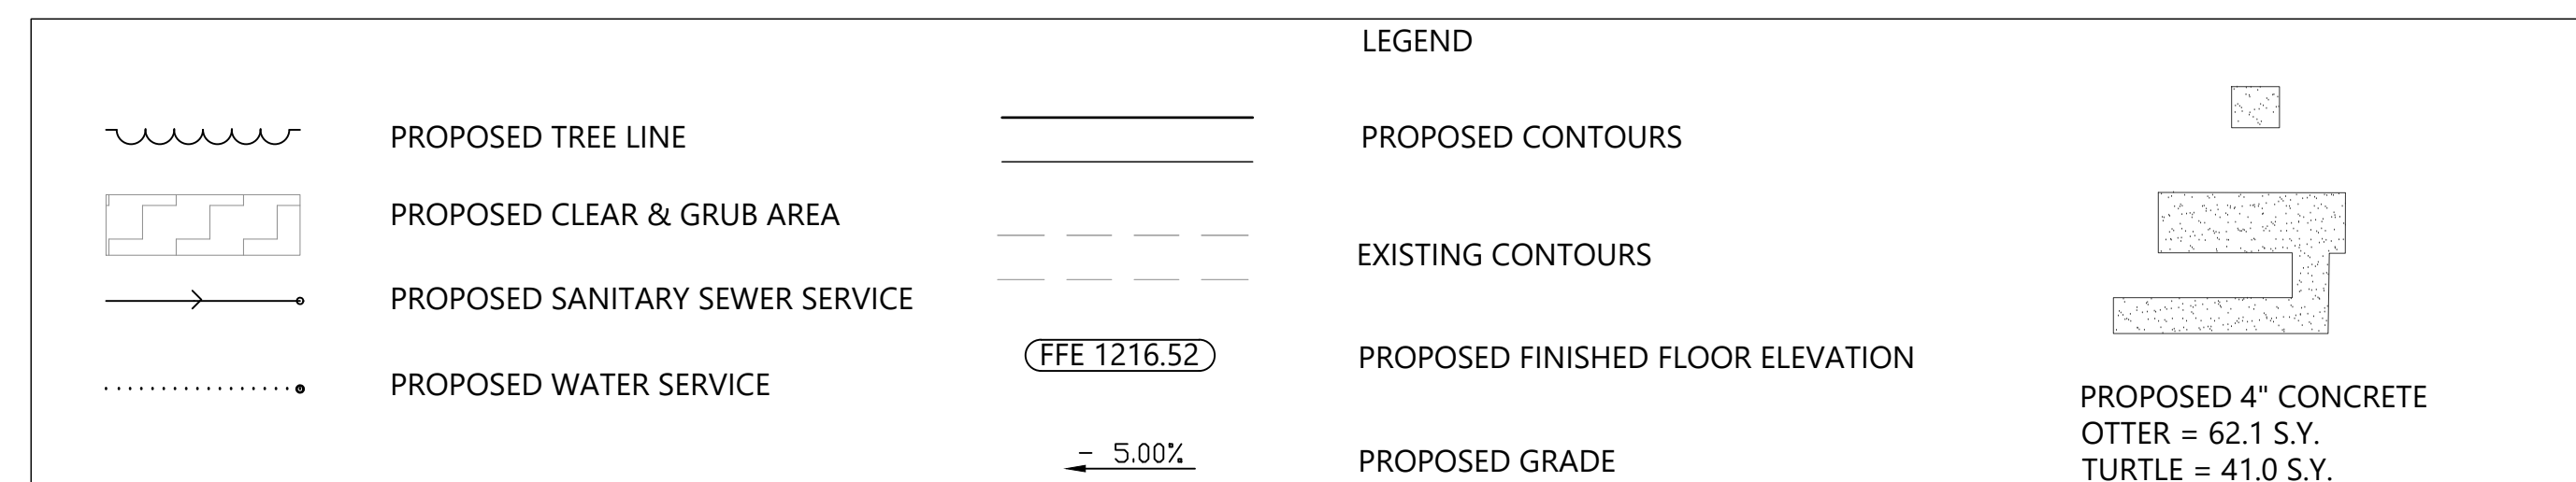 LEGEND
PROPOSED TREE LINE
PROPOSED CLEAR & GRUB AREA
PROPOSED SANITARY SEWER SERVICE
PROPOSED WATER SERVICE
PROPOSED CONTOURS
EXISTING CONTOURS
FFE 1216.52
PROPOSED FINISHED FLOOR ELEVATION
- 5.00%
PROPOSED GRADE
PROPOSED 4" CONCRETE
OTTER = 62.1 S.Y.
TURTLE = 41.0 S.Y.